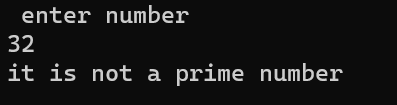 enter number
32
it is not a prime number